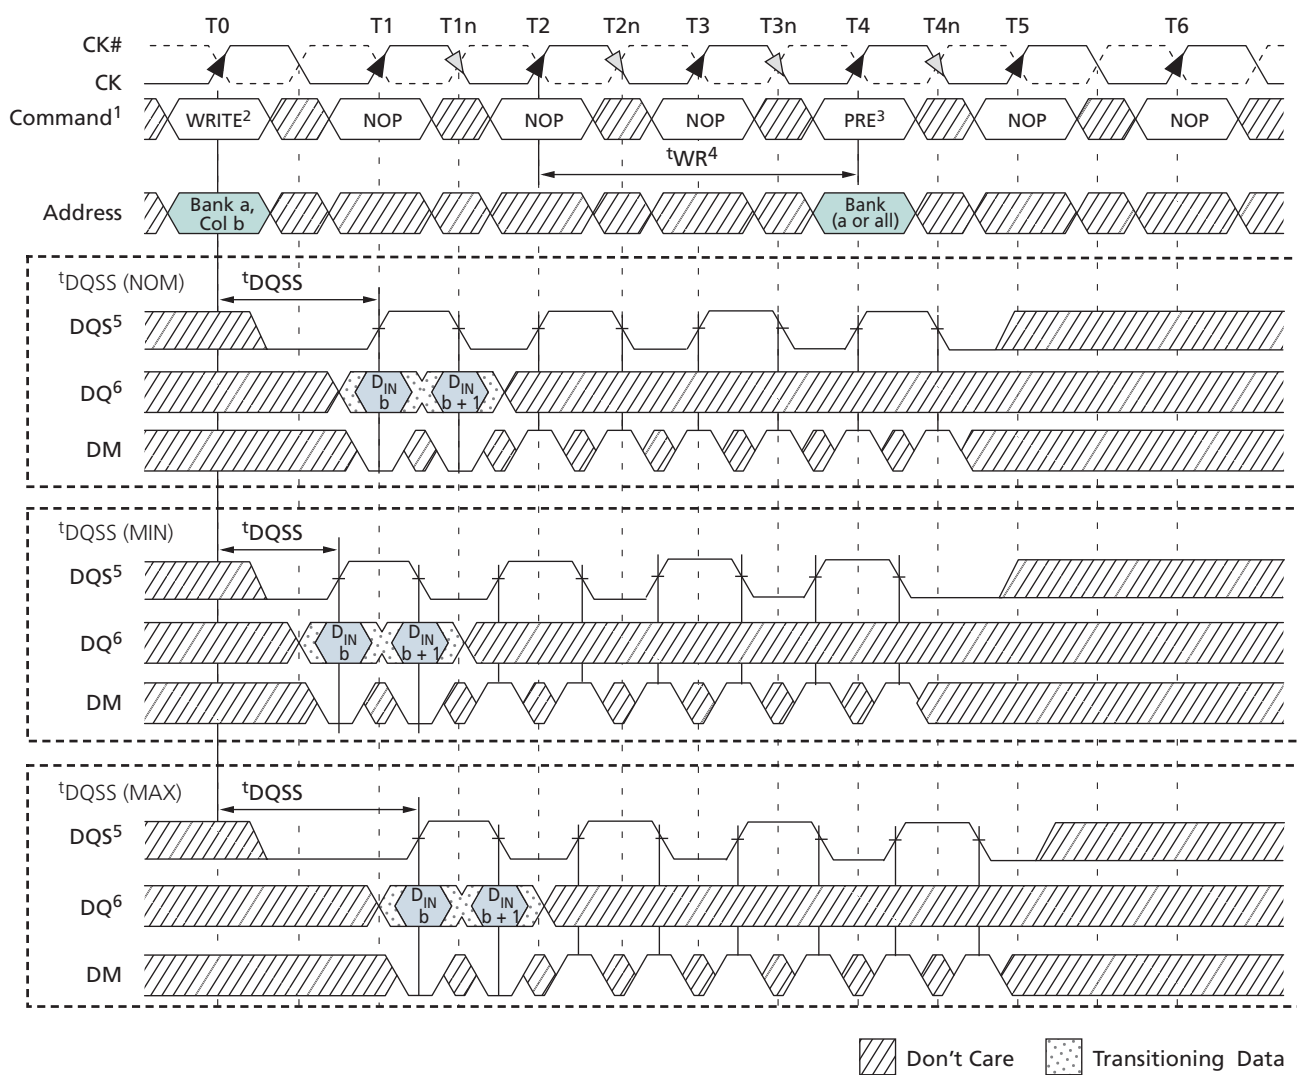 T0 T1 T1n T2 T2n T3 T3n T4 T4n T5 T6
CK#
CK
Command1 WRITE2 NOP NOP NOP PRE3 NOP NOP
tWR4
Address Bank a, Bank
Col b (a or all)
tDQSS (NOM) tDQSS
DQS5
DQ6 DIN DIN
b b + 1
DM
tDQSS (MIN) tDQSS
DQS5
DQ6 DIN DIN
b b + 1
DM
tDQSS (MAX) tDQSS
DQS5
DQ6 DIN DIN
b b + 1
DM
Don't Care Transitioning Data